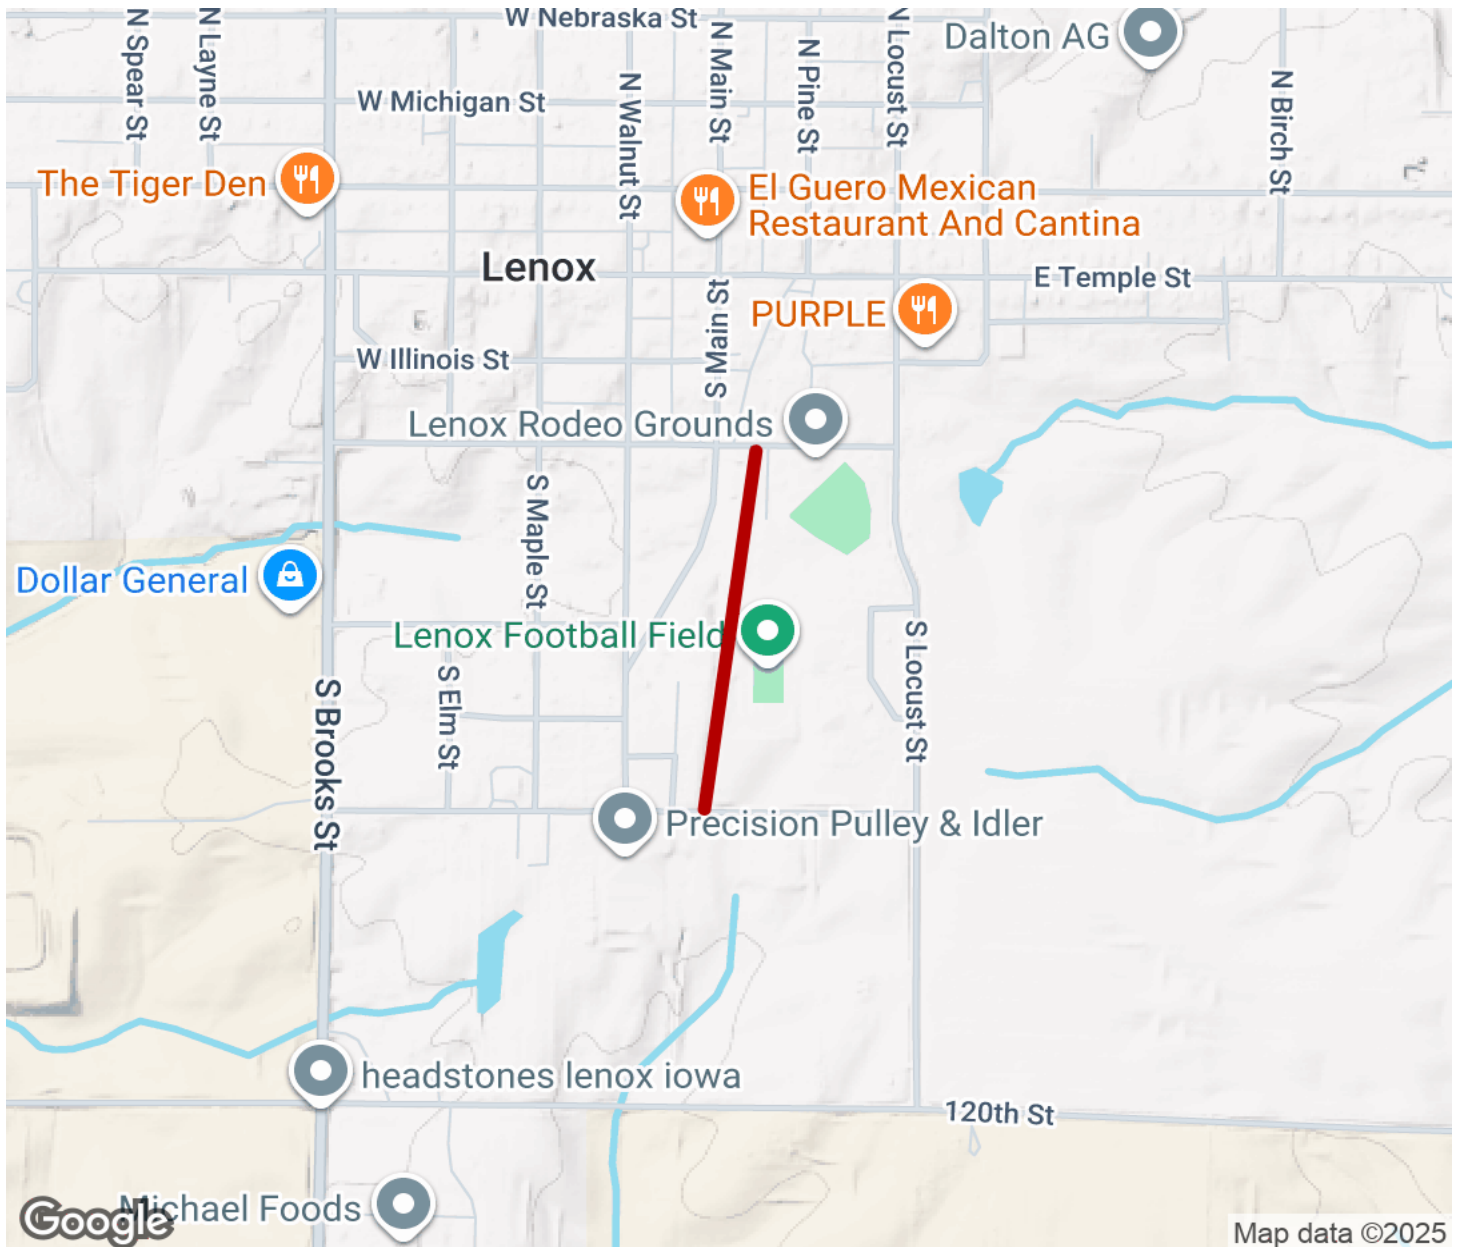 W Nebraska St
N Spear St
N Layne St
N Main St
N Pine St
N Locust St
Dalton AG
W Michigan St
N Walnut St
N Birch St
The Tiger Den
El Guero Mexican
Restaurant And Cantina
Lenox
E Temple St
S Main St
PURPLE
W Illinois St
Lenox Rodeo Grounds
S Maple St
Dollar General
Lenox Football Field
S Elm St
S Brooks St
S Locust St
Precision Pulley & Idler
headstones lenox iowa
120th St
Michael Foods
Google
Map data ©2025